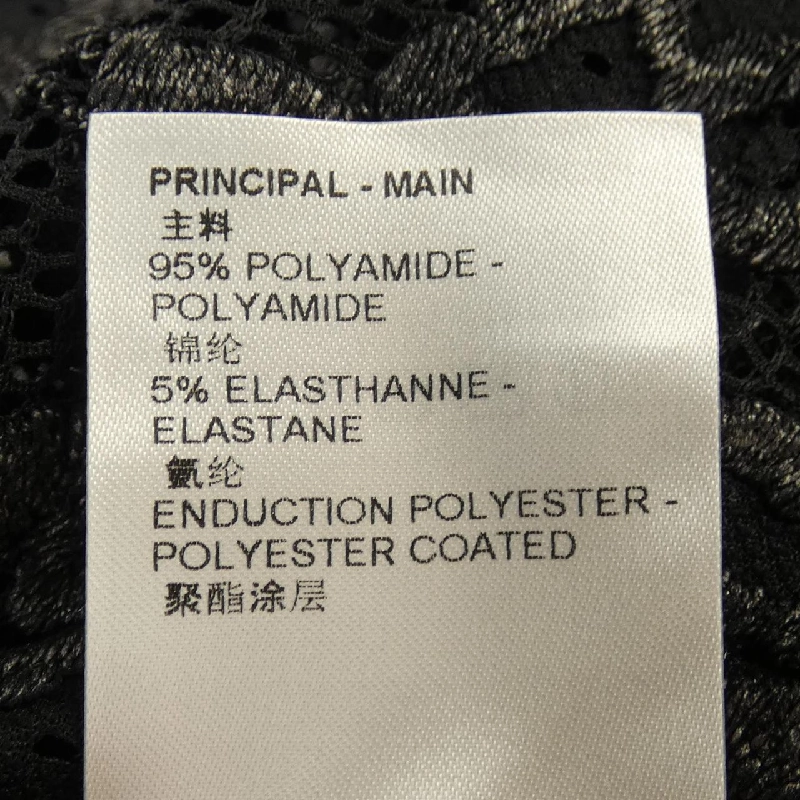 PRINCIPAL - MAIN
主料
95% POLYAMIDE -
POLYAMIDE
锦纶
5% ELASTHANNE -
ELASTANE
氨纶
ENDUCTION POLYESTER -
POLYESTER COATED
聚酯涂层